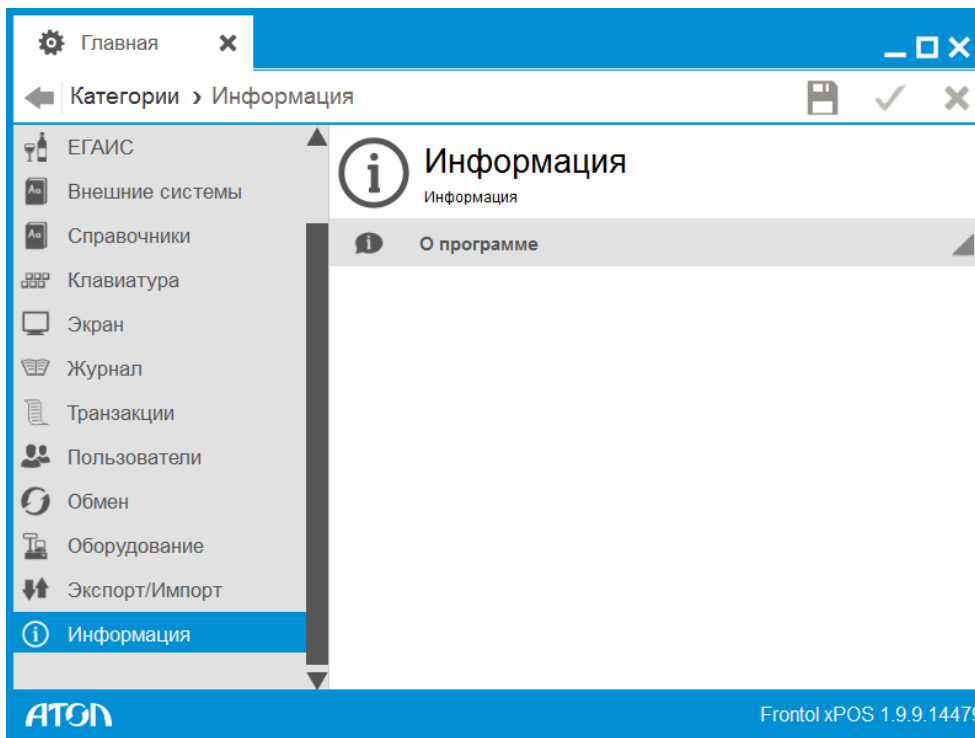 Главная
Категории › Информация
ЕГАИС
Внешние системы
Справочники
Клавиатура
Экран
Журнал
Транзакции
Пользователи
Обмен
Оборудование
Экспорт/Импорт
Информация
Информация
Информация
О программе
АТОЛ
Frontol xPOS 1.9.9.14479